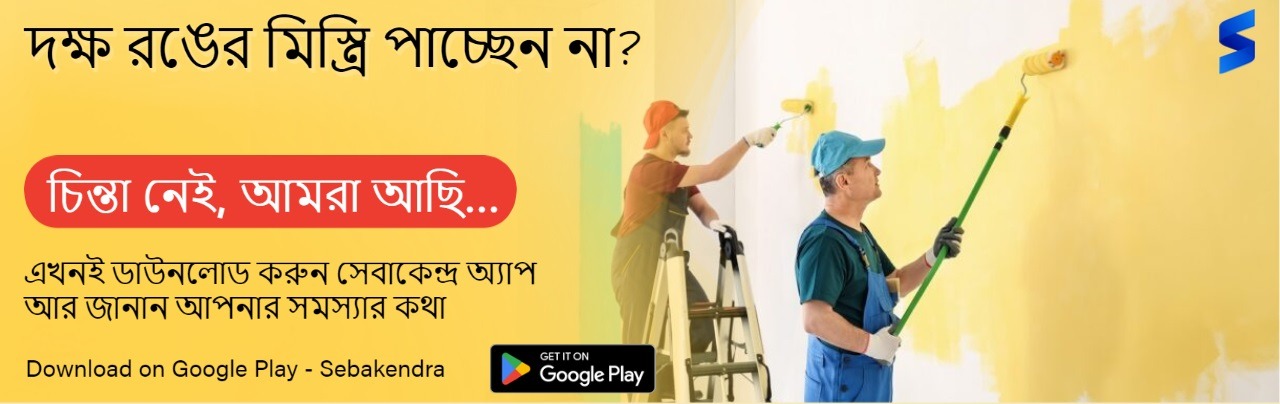 দক্ষ রঙের মিস্ত্রি পাচ্ছেন না?
চিন্তা নেই, আমরা আছি...
এখনই ডাউনলোড করুন সেবাকেন্দ্র অ্যাপ
আর জানান আপনার সমস্যার কথা
Download on Google Play - Sebakendra
GET IT ON
Google Play